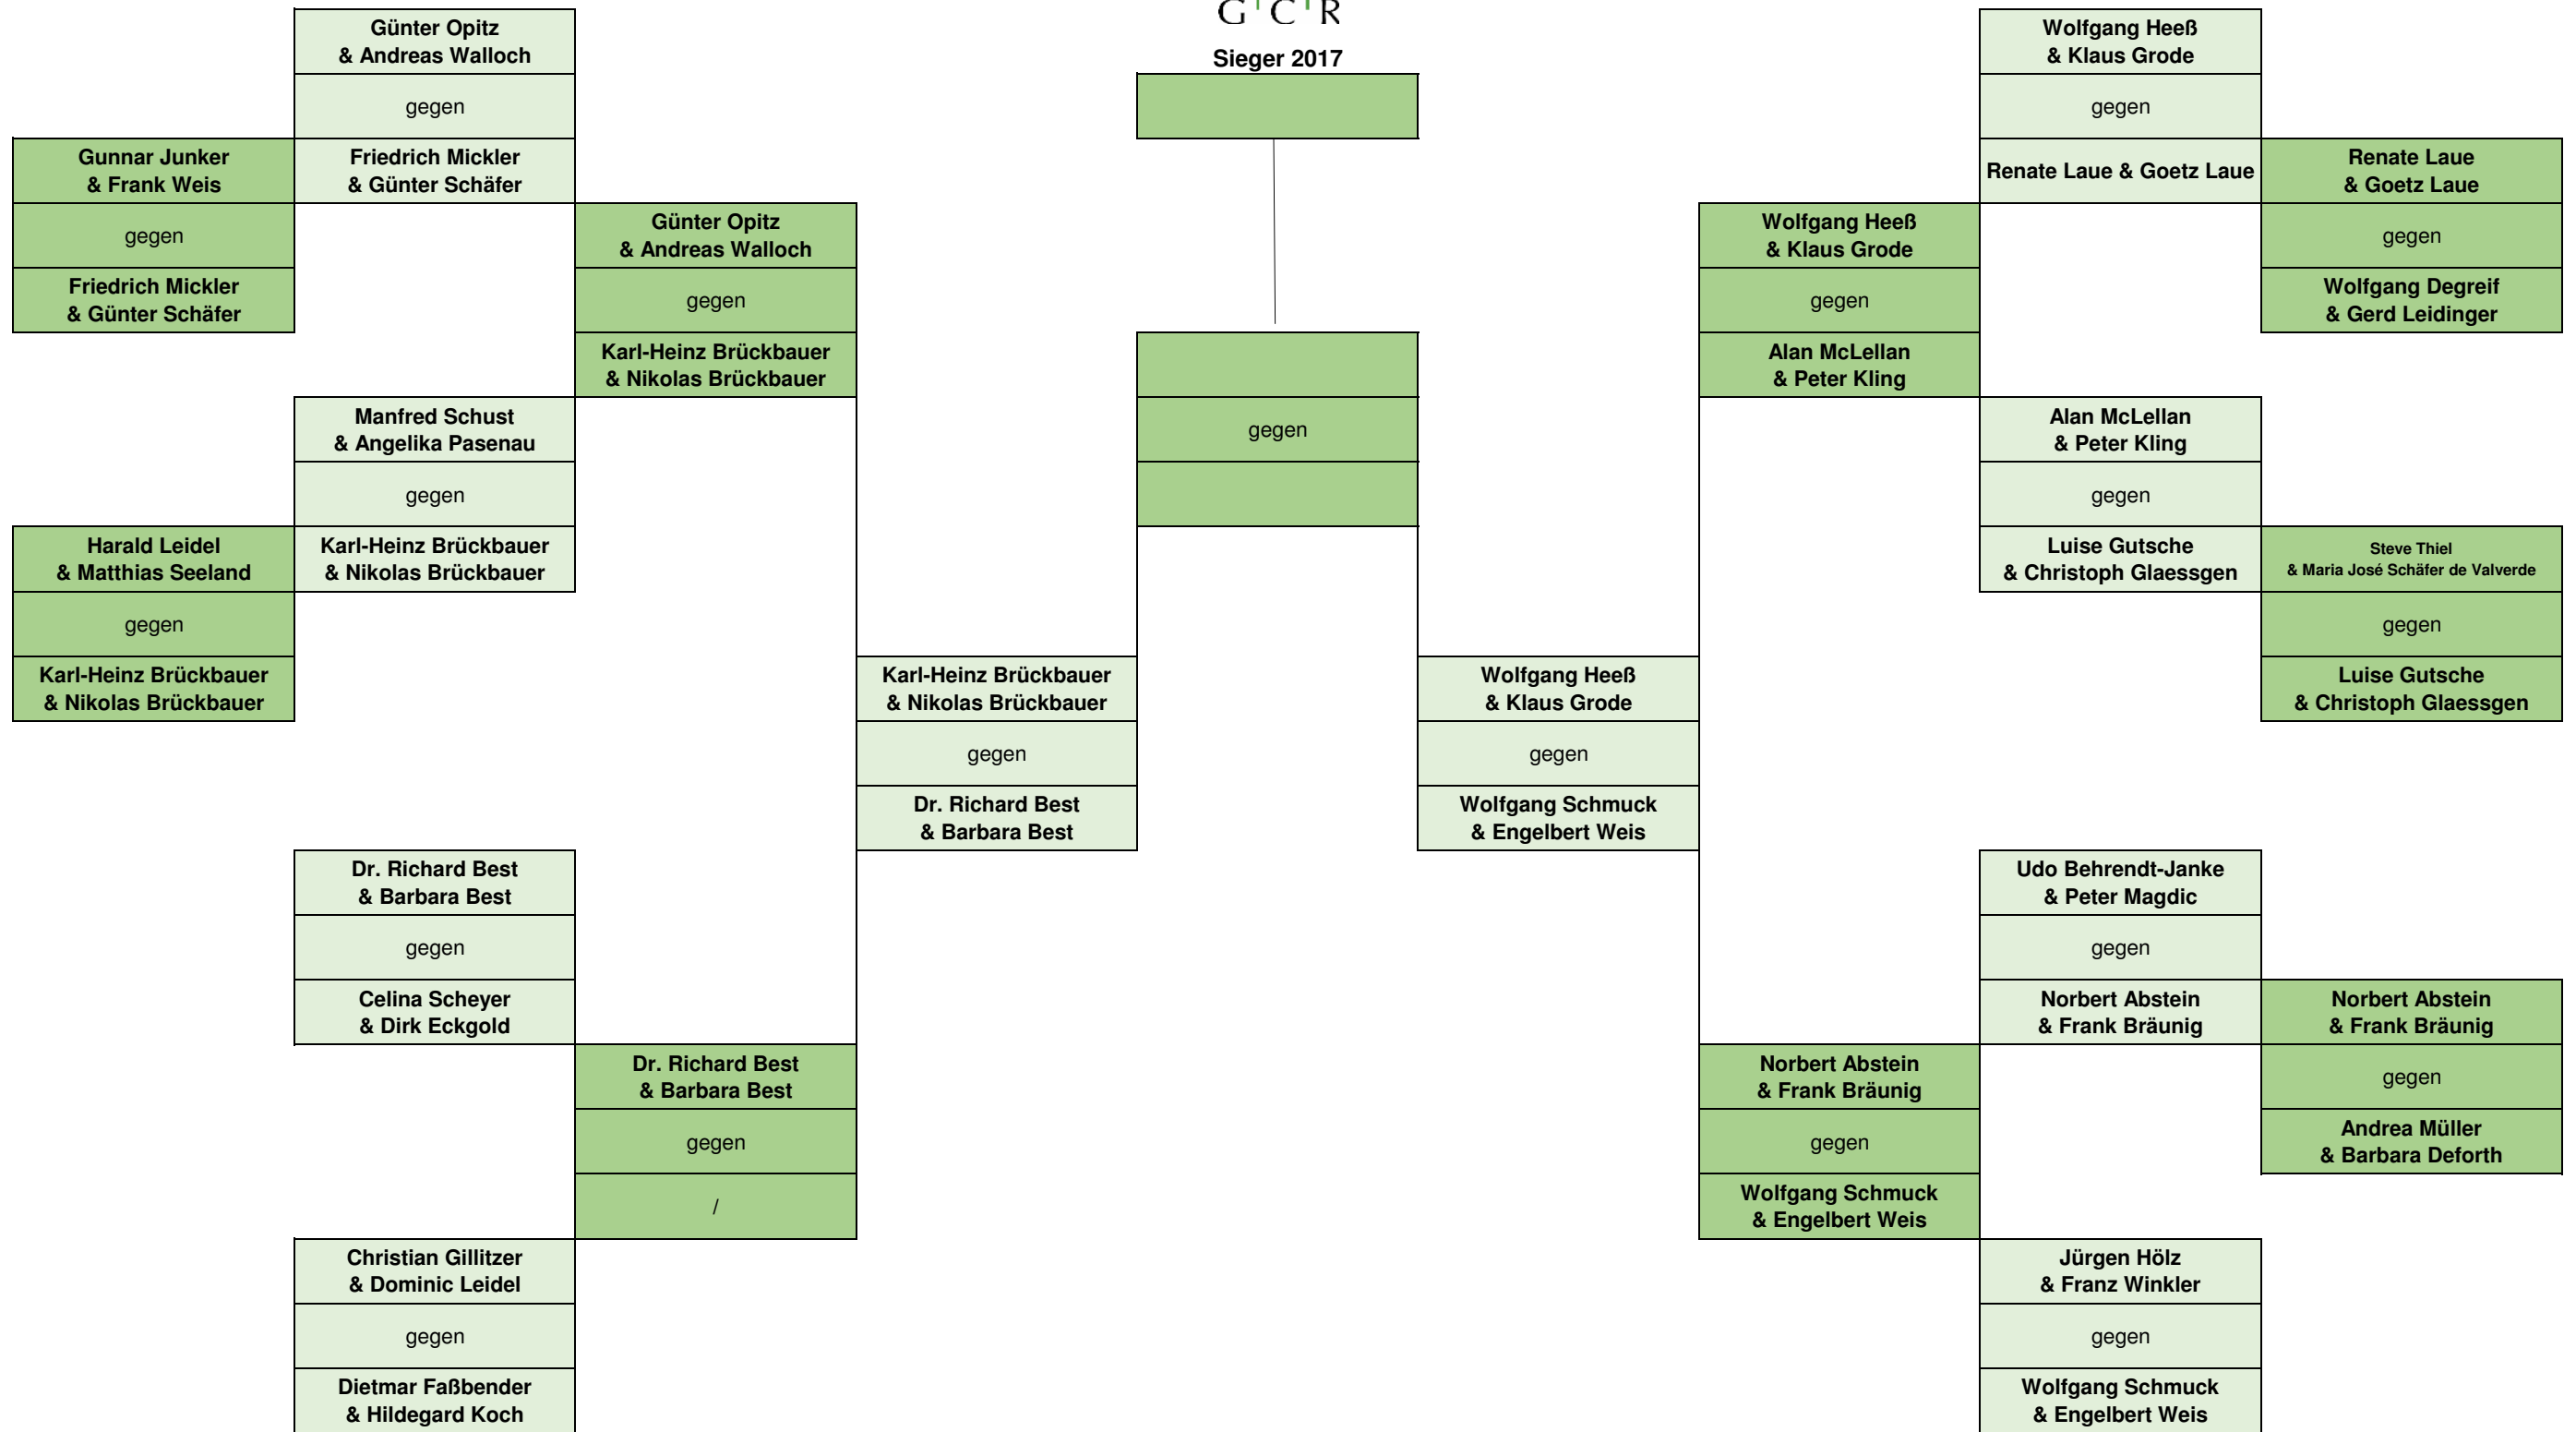 G C R
Sieger 2017
Günter Opitz
& Andreas Walloch
gegen
Friedrich Mickler
& Günter Schäfer
Gunnar Junker
& Frank Weis
gegen
Friedrich Mickler
& Günter Schäfer
Günter Opitz
& Andreas Walloch
gegen
Karl-Heinz Brückbauer
& Nikolas Brückbauer
Manfred Schust
& Angelika Pasenau
gegen
Karl-Heinz Brückbauer
& Nikolas Brückbauer
Harald Leidel
& Matthias Seeland
gegen
Karl-Heinz Brückbauer
& Nikolas Brückbauer
Karl-Heinz Brückbauer
& Nikolas Brückbauer
gegen
Dr. Richard Best
& Barbara Best
Dr. Richard Best
& Barbara Best
gegen
Celina Scheyer
& Dirk Eckgold
Dr. Richard Best
& Barbara Best
gegen
/
Christian Gillitzer
& Dominic Leidel
gegen
Dietmar Faßbender
& Hildegard Koch
gegen
Wolfgang Heeß
& Klaus Grode
gegen
Wolfgang Schmuck
& Engelbert Weis
Wolfgang Heeß
& Klaus Grode
gegen
Renate Laue & Goetz Laue
Renate Laue
& Goetz Laue
gegen
Wolfgang Degreif
& Gerd Leidinger
Wolfgang Heeß
& Klaus Grode
gegen
Alan McLellan
& Peter Kling
Alan McLellan
& Peter Kling
gegen
Luise Gutsche
& Christoph Glaessgen
Steve Thiel
& Maria José Schäfer de Valverde
gegen
Luise Gutsche
& Christoph Glaessgen
Udo Behrendt-Janke
& Peter Magdic
gegen
Norbert Abstein
& Frank Bräunig
Norbert Abstein
& Frank Bräunig
gegen
Andrea Müller
& Barbara Deforth
Norbert Abstein
& Frank Bräunig
gegen
Wolfgang Schmuck
& Engelbert Weis
Jürgen Hölz
& Franz Winkler
gegen
Wolfgang Schmuck
& Engelbert Weis